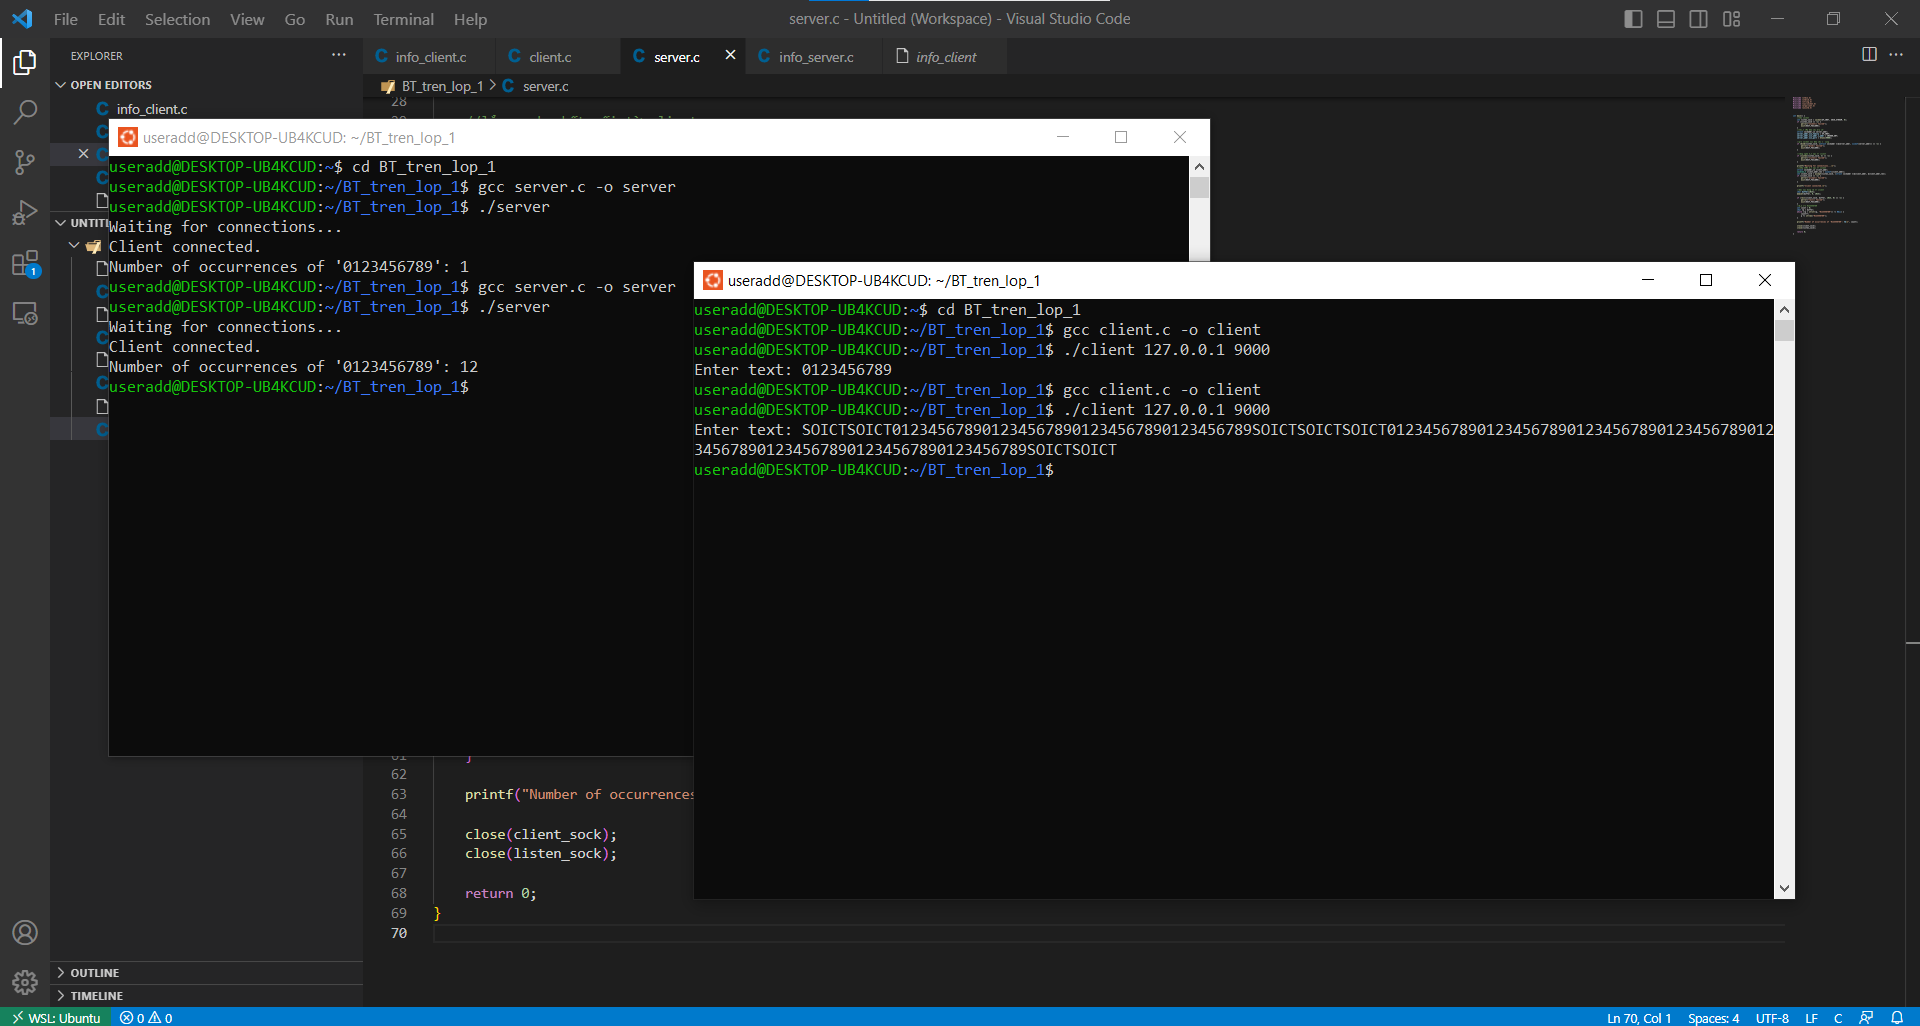 File Edit Selection View Go Run Terminal Help
server.c - Untitled (Workspace) - Visual Studio Code
EXPLORER
info_client.c client.c server.c info_server.c info_client
OPEN EDITORS
BT_tren_lop_1 > server.c
info_client.c
28
useradd@DESKTOP-UB4KCUD: ~/BT_tren_lop_1
useradd@DESKTOP-UB4KCUD:~$ cd BT_tren_lop_1
useradd@DESKTOP-UB4KCUD:~/BT_tren_lop_1$ gcc server.c -o server
useradd@DESKTOP-UB4KCUD:~/BT_tren_lop_1$ ./server
Waiting for connections...
Client connected.
Number of occurrences of '0123456789': 1
useradd@DESKTOP-UB4KCUD:~/BT_tren_lop_1$ gcc server.c -o server
useradd@DESKTOP-UB4KCUD:~/BT_tren_lop_1$ ./server
Waiting for connections...
Client connected.
Number of occurrences of '0123456789': 12
useradd@DESKTOP-UB4KCUD:~/BT_tren_lop_1$
useradd@DESKTOP-UB4KCUD: ~/BT_tren_lop_1
useradd@DESKTOP-UB4KCUD:~$ cd BT_tren_lop_1
useradd@DESKTOP-UB4KCUD:~/BT_tren_lop_1$ gcc client.c -o client
useradd@DESKTOP-UB4KCUD:~/BT_tren_lop_1$ ./client 127.0.0.1 9000
Enter text: 0123456789
useradd@DESKTOP-UB4KCUD:~/BT_tren_lop_1$ gcc client.c -o client
useradd@DESKTOP-UB4KCUD:~/BT_tren_lop_1$ ./client 127.0.0.1 9000
Enter text: SOICTSOICT0123456789012345678901234567890123456789SOICTSOICTSOICT0123456789012345678901234567890123456789012
3456789012345678901234567890123456789SOICTSOICT
useradd@DESKTOP-UB4KCUD:~/BT_tren_lop_1$
UNTIT
1
61 }
62
63 printf("Number of occurrences
64
65 close(client_sock);
66 close(listen_sock);
67
68 return 0;
69 }
70
OUTLINE
TIMELINE
WSL: Ubuntu 0 0 Ln 70, Col 1 Spaces: 4 UTF-8 LF C